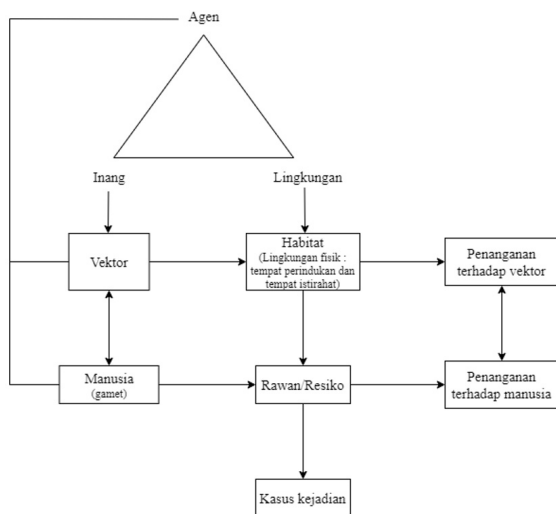 Agen
Inang
Lingkungan
Vektor
Habitat
(Lingkungan fisik :
tempat perindukan dan
tempat istirahat)
Penanganan
terhadap vektor
Manusia
(gamet)
Rawan/Resiko
Penanganan
terhadap manusia
Kasus kejadian